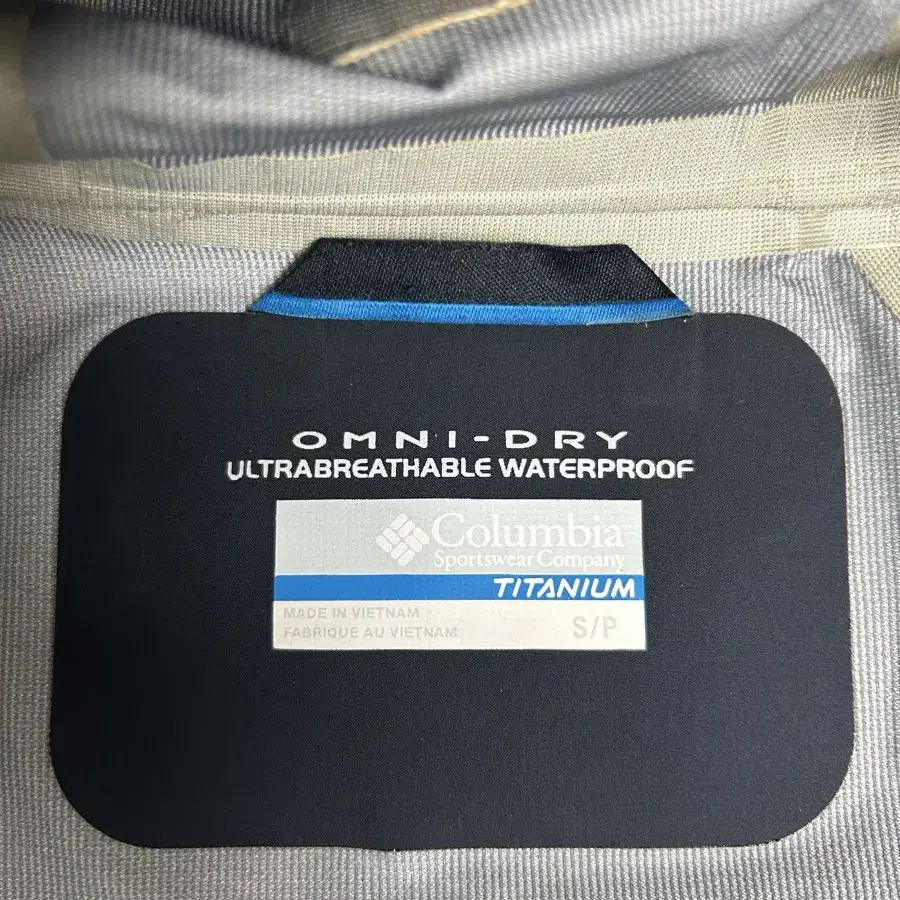 OMNI-DRY
ULTRABREATHABLE WATERPROOF
Columbia
Sportswear Company
TITANIUM
MADE IN VIETNAM
FABRIQUE AU VIETNAM
S/P